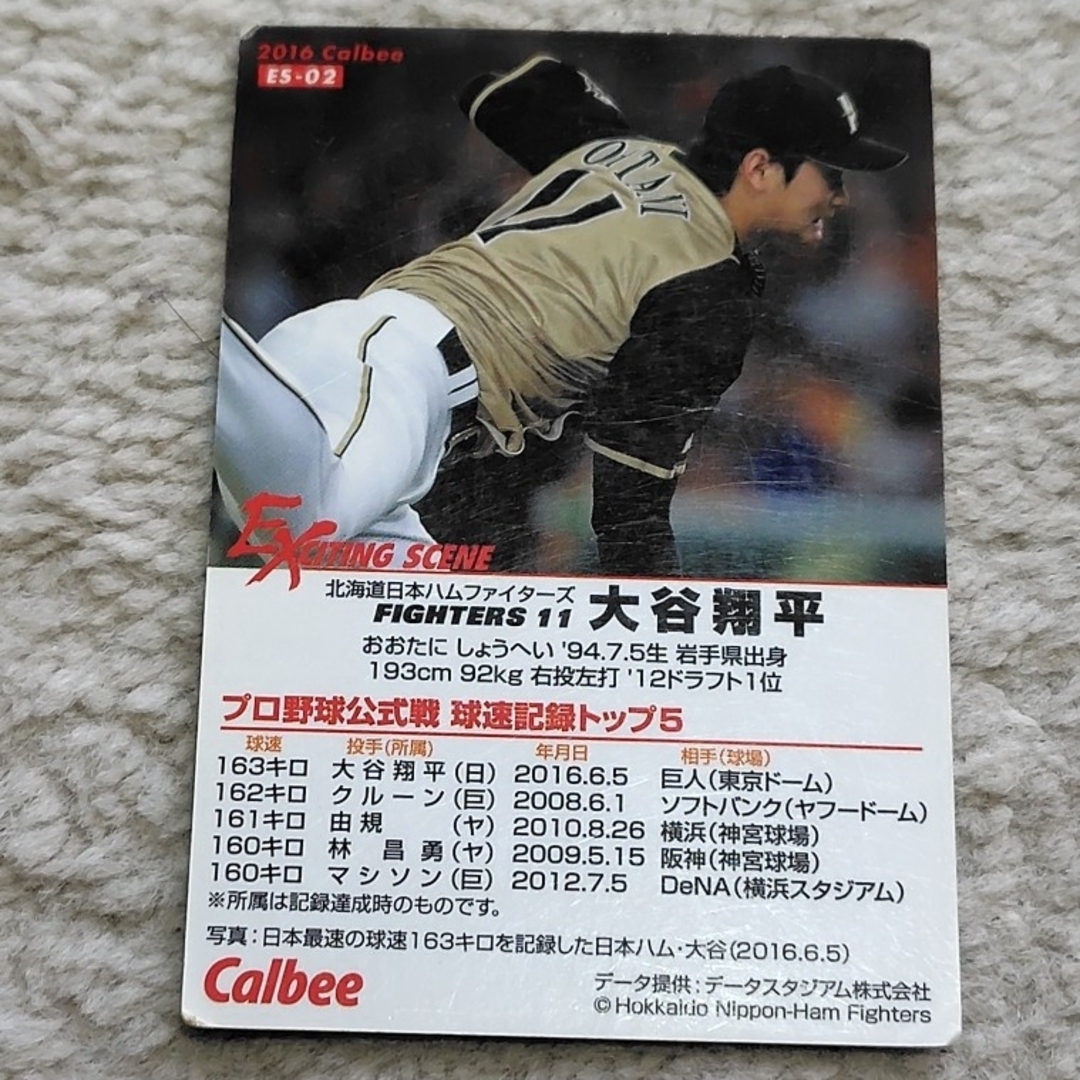 2016 Calbee
ES-02
OHTANI
11
EXCITING SCENE
北海道日本ハムファイターズ
FIGHTERS 11 大谷翔平
おおたに しょうへい '94.7.5生 岩手県出身
193cm 92kg 右投左打 '12ドラフト1位
プロ野球公式戦 球速記録トップ5
球速 投手(所属) 年月日 相手(球場)
163キロ 大谷翔平(日) 2016.6.5 巨人(東京ドーム)
162キロ クルーン(巨) 2008.6.1 ソフトバンク(ヤフードーム)
161キロ 由規(ヤ) 2010.8.26 横浜(神宮球場)
160キロ 林昌勇(ヤ) 2009.5.15 阪神(神宮球場)
160キロ マシソン(巨) 2012.7.5 DeNA(横浜スタジアム)
※所属は記録達成時のものです。
写真:日本最速の球速163キロを記録した日本ハム・大谷(2016.6.5)
Calbee
データ提供:データスタジアム株式会社
©Hokkaido Nippon-Ham Fighters